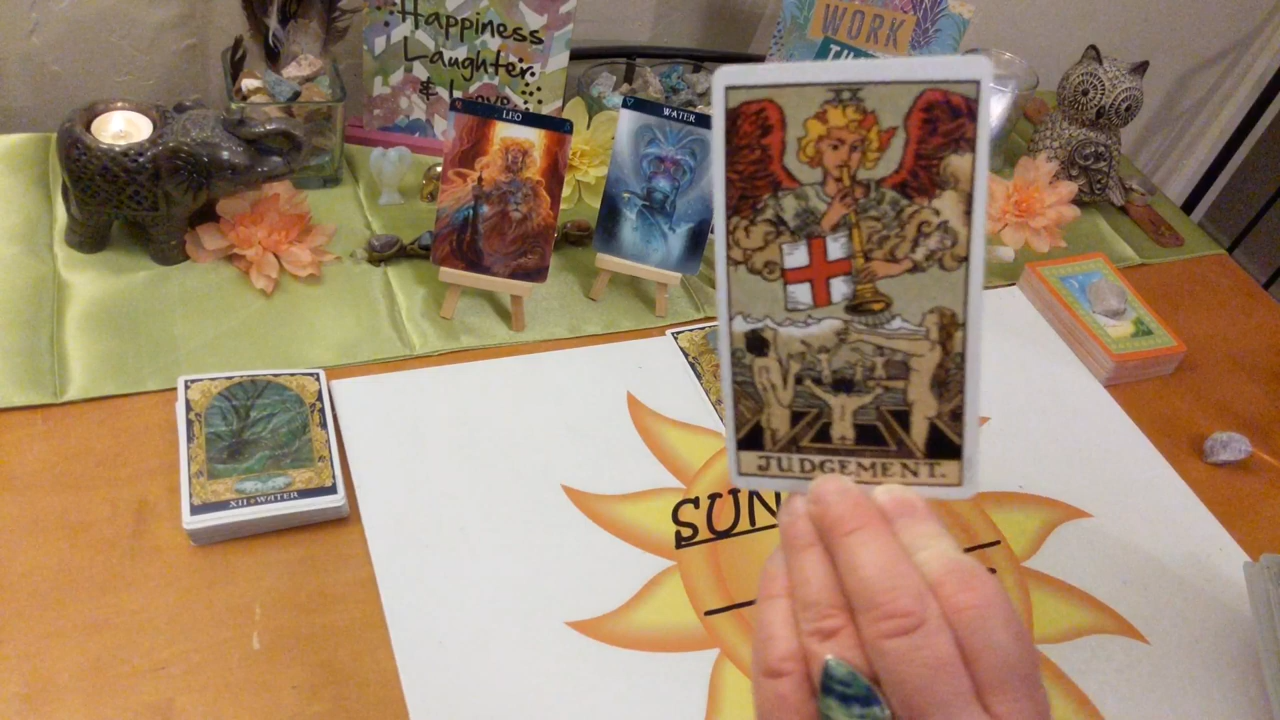 Happiness
Laughter
&
WORK
LEO
WATER
JUDGEMENT.
XII WATER
SUN